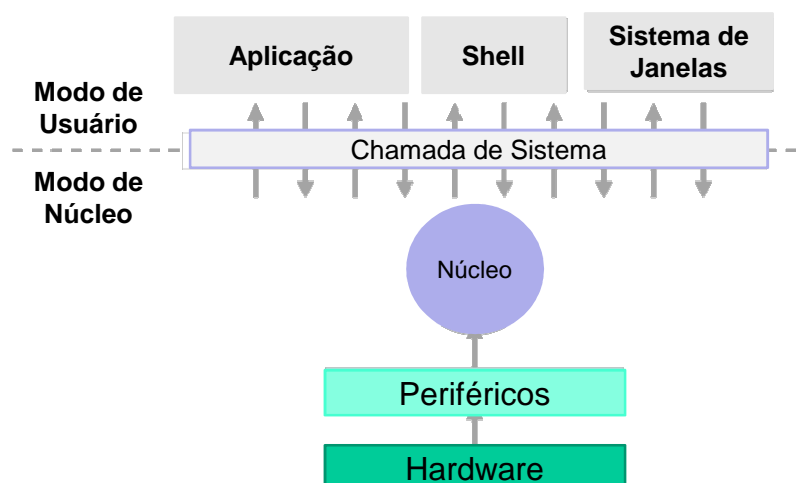 Aplicação
Shell
Sistema de
Janelas
Modo de
Usuário
Chamada de Sistema
Modo de
Núcleo
Núcleo
Periféricos
Hardware